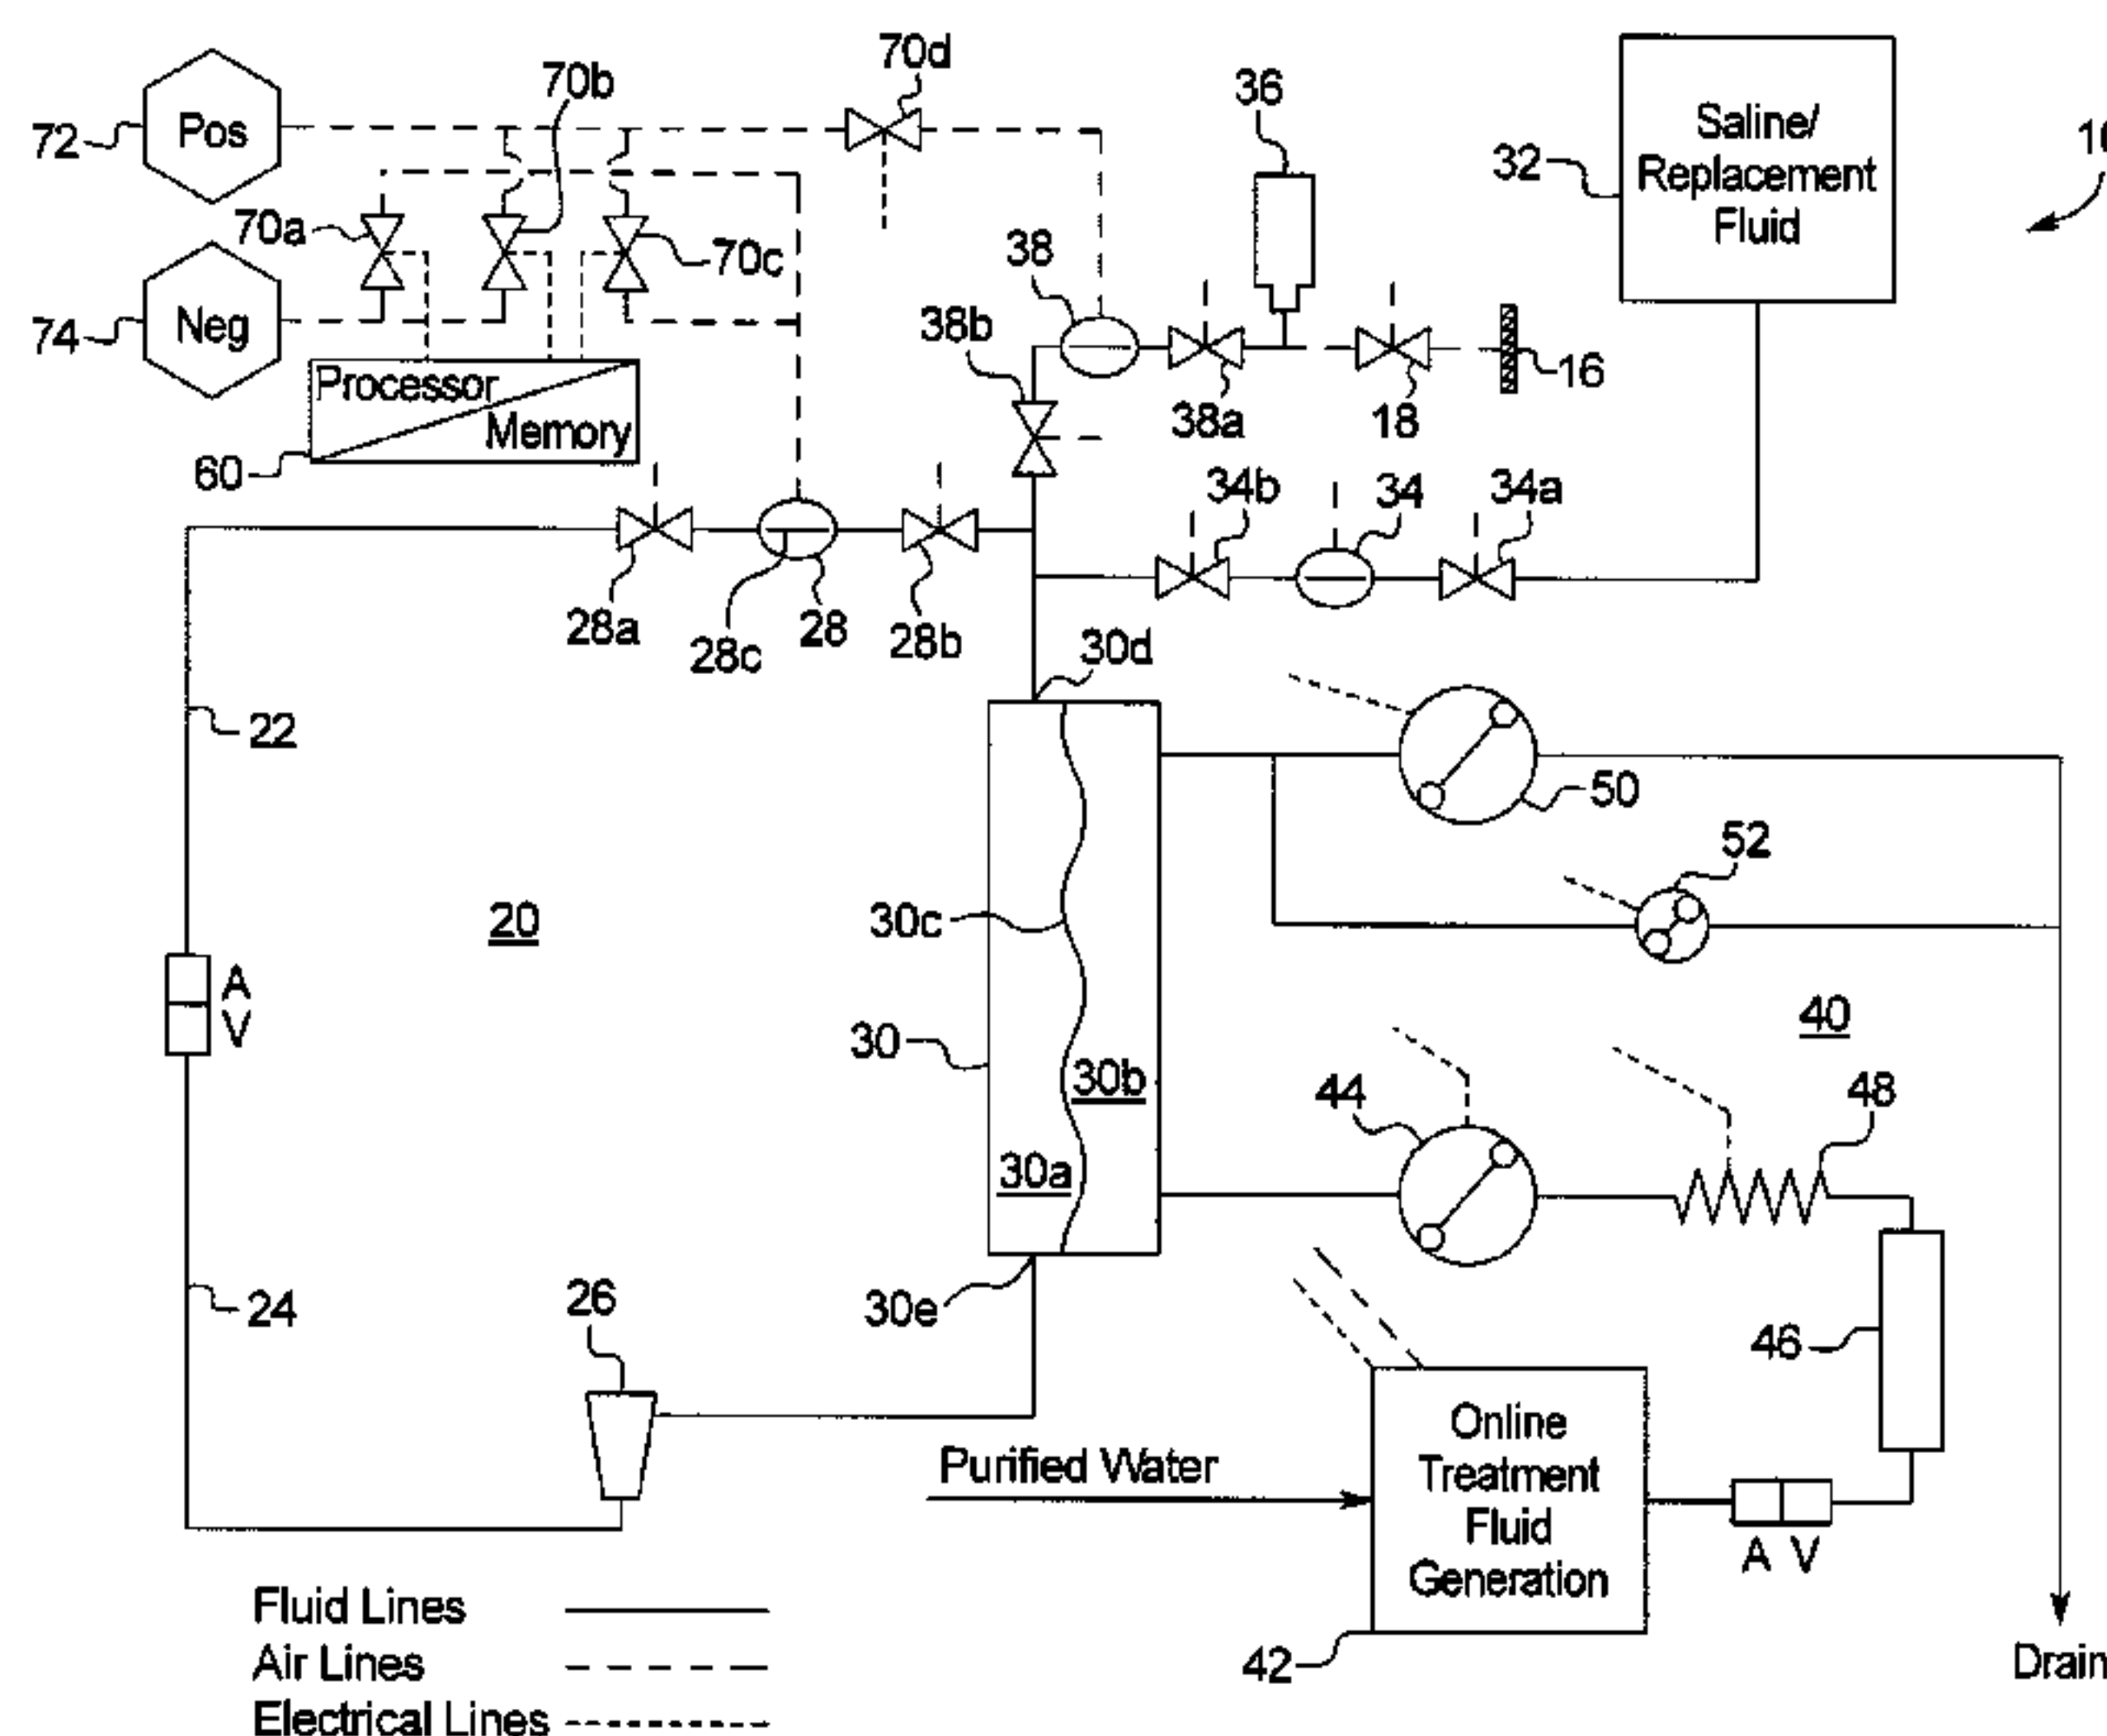 70d
36
70b
72
Pos
Saline/
Replacement
Fluid
32
70a
70c
38
74
Neg
38b
16
Processor
Memory
38a
18
60
34b
34
34a
28a
28c
28
28b
30d
22
50
52
20
30c
A
V
40
30
30b
44
48
30a
24
26
30e
46
Purified Water
Online
Treatment
Fluid
Generation
A V
Fluid Lines
Air Lines
Electrical Lines
42
Drain